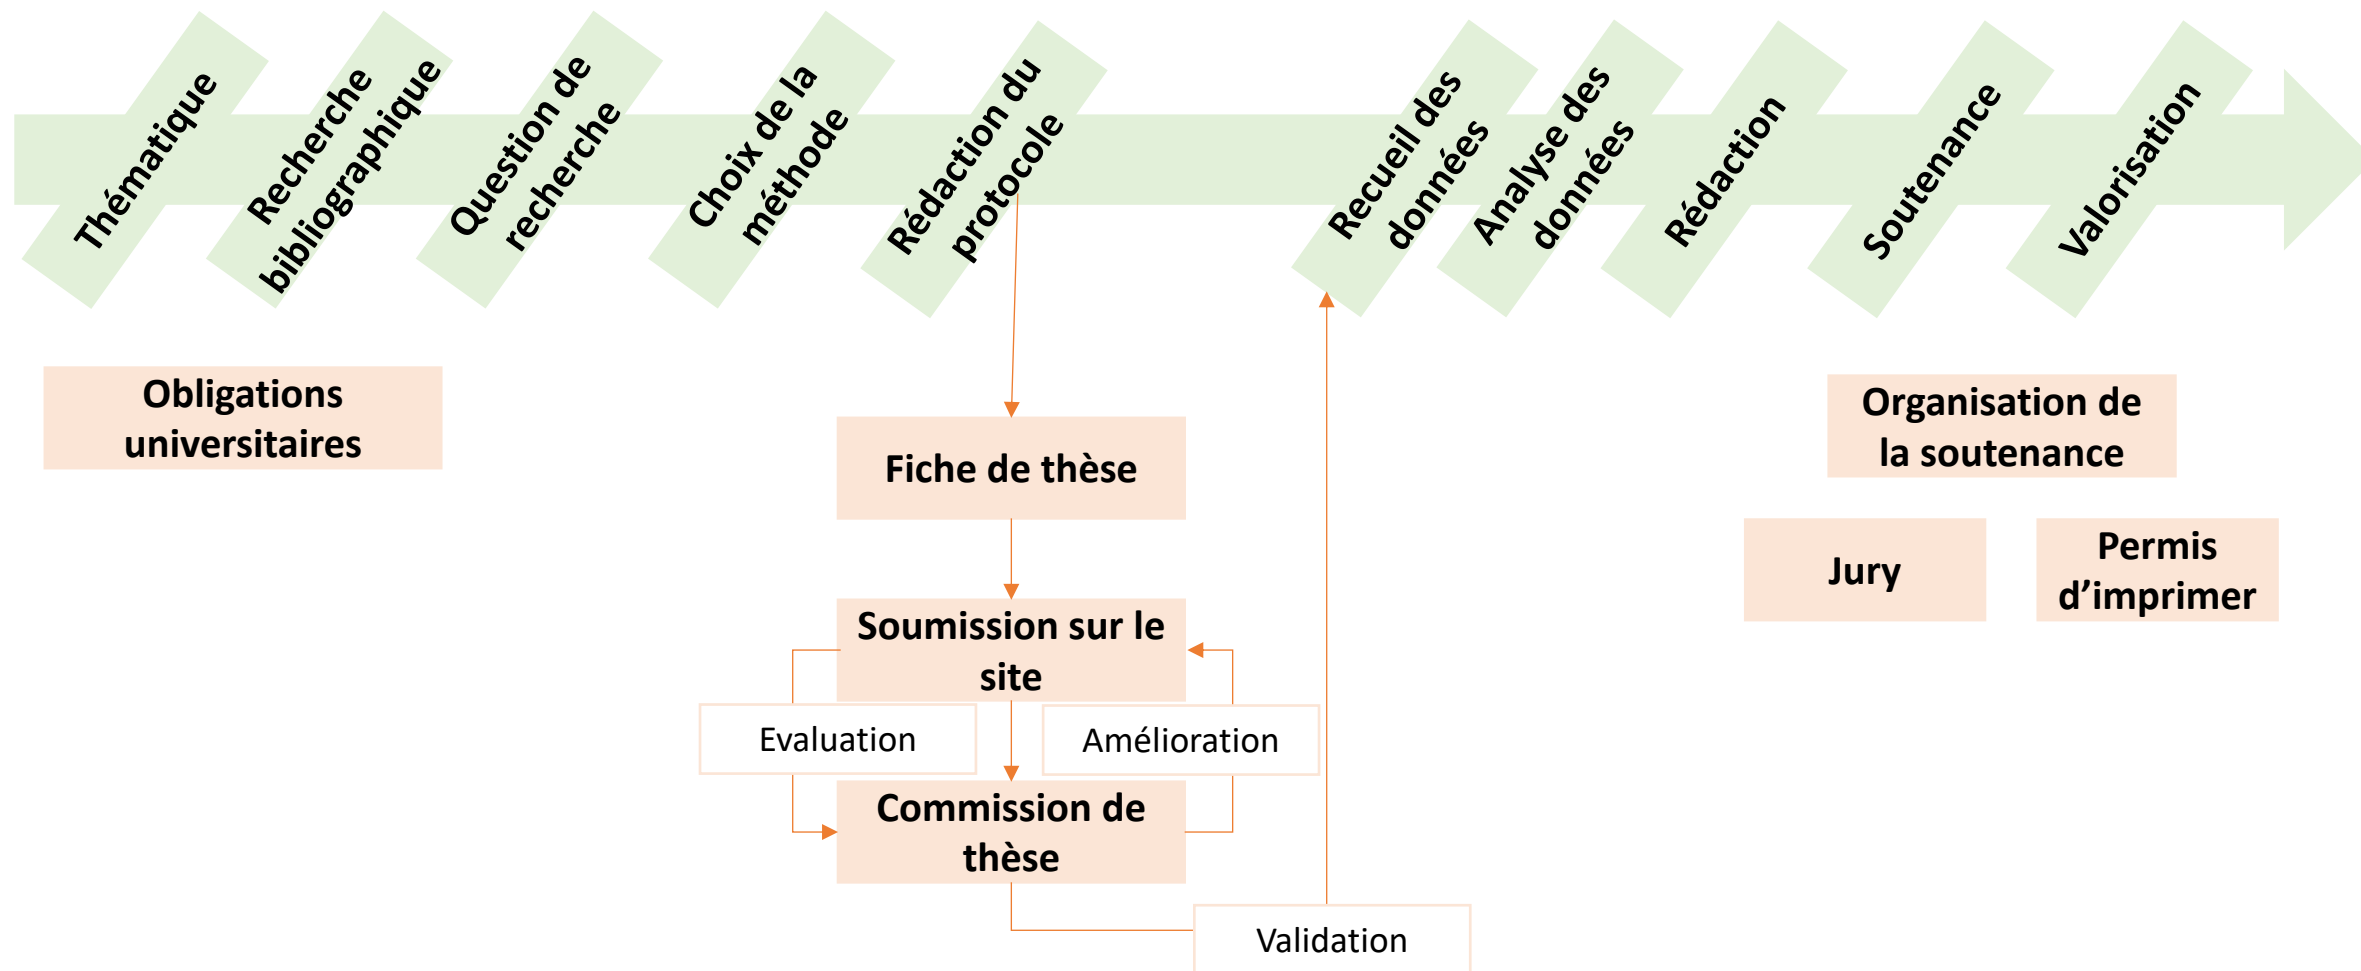 Thématique
Recherche
bibliographique
Question de
recherche
Choix de la
méthode
Rédaction du
protocole
Recueil des
données
Analyse des
données
Rédaction
Soutenance
Valorisation
Obligations
universitaires
Fiche de thèse
Soumission sur le
site
Evaluation
Amélioration
Commission de
thèse
Validation
Organisation de
la soutenance
Jury
Permis
d’imprimer